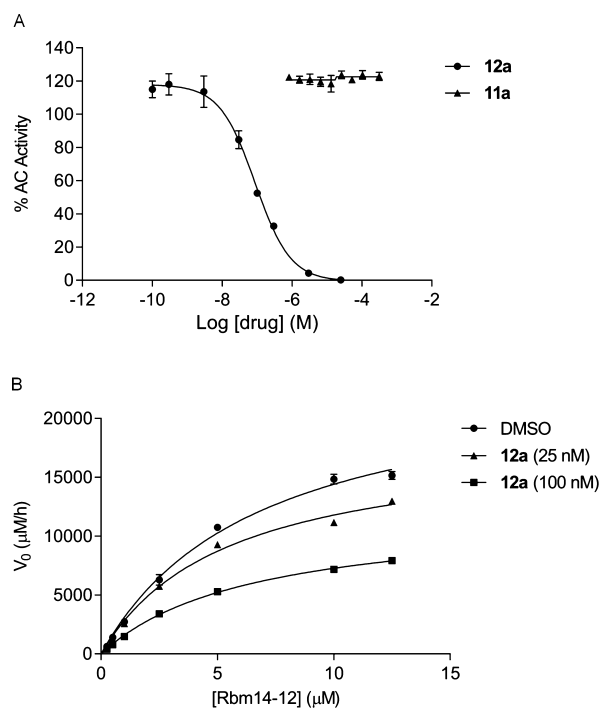 A
% AC Activity
140
120
100
80
60
40
20
0
-12 -10 -8 -6 -4 -2
Log [drug] (M)
12a
11a
B
V0 (µM/h)
20000
15000
10000
5000
0
0 5 10 15
[Rbm14-12] (µM)
DMSO
12a (25 nM)
12a (100 nM)